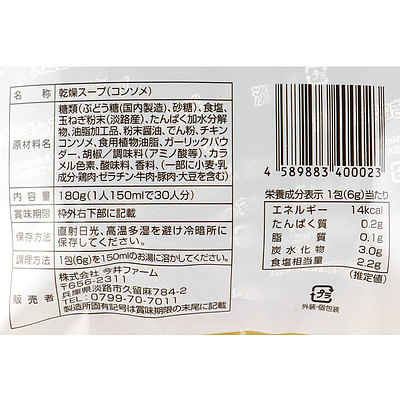 名 称
乾燥スープ(コンソメ)
原材料名
糖類(ぶどう糖(国内製造)、砂糖)、食塩、
玉ねぎ粉末(淡路産)、たんぱく加水分解
物、油脂加工品、粉末醤油、でん粉、チキン
コンソメ、食用植物油脂、ガーリックパウ
ダー、胡椒／調味料(アミノ酸等)、カラメ
ル色素、酸味料、香料、(一部に小麦・乳
成分・鶏肉・ゼラチン・牛肉・豚肉・大豆を含む)
内 容 量
180g(1人150mlで30人分)
賞味期限
枠外右下部に記載
保存方法
直射日光、高温多湿を避け冷暗所に
保存してください。
調理方法
1包(6g)を150mlのお湯に溶かしてください。
販 売 者
株式会社 今井ファーム
〒656-2311
兵庫県淡路市久留麻784-2
TEL.0799-70-7011
製造所固有記号は賞味期限の末尾に記載
4 589883 400023
栄養成分表示 1包(6g)当たり
エネルギー 14kcal
たんぱく質 0.2g
脂 質 0.1g
炭水化物 3.0g
食塩相当量 2.2g
(推定値)
プラ
外装・個包装